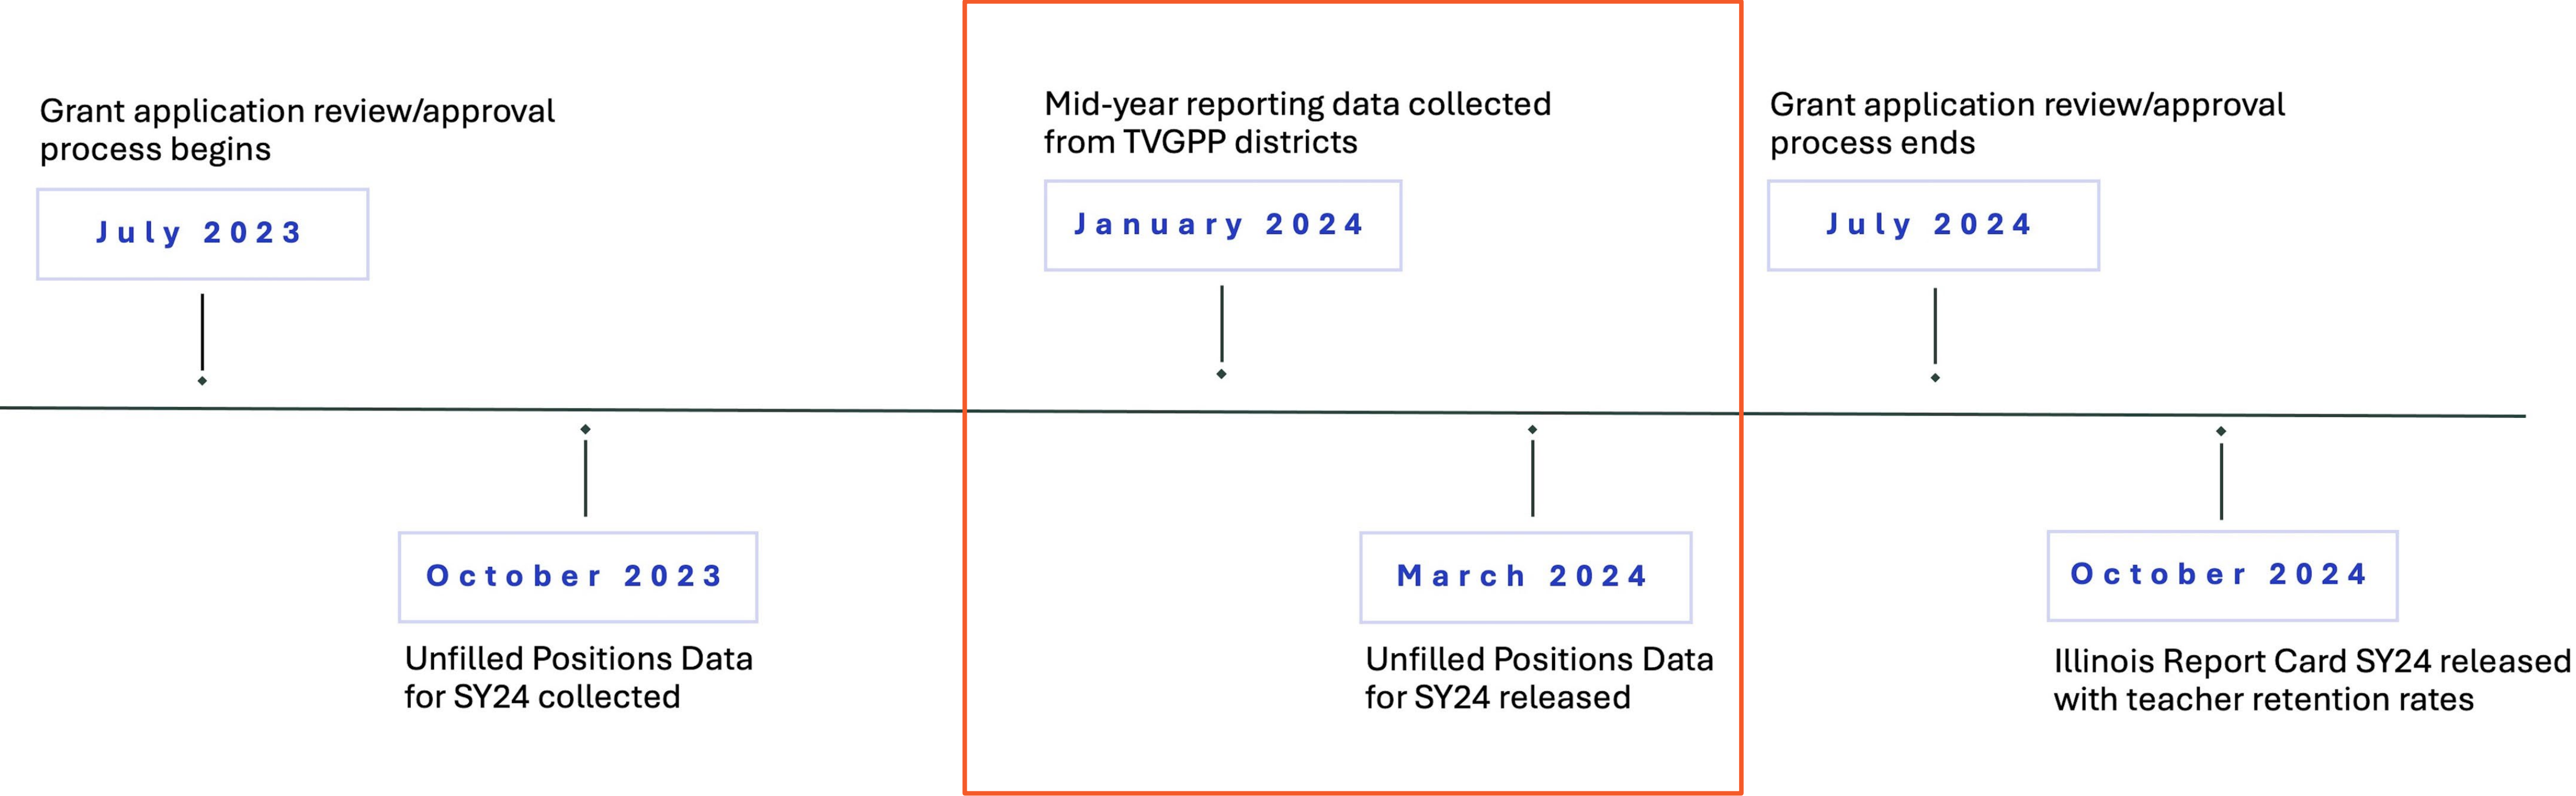 Grant application review/approval
process begins
July 2023
October 2023
Unfilled Positions Data
for SY24 collected
Mid-year reporting data collected
from TVGPP districts
January 2024
March 2024
Unfilled Positions Data
for SY24 released
Grant application review/approval
process ends
July 2024
October 2024
Illinois Report Card SY24 released
with teacher retention rates